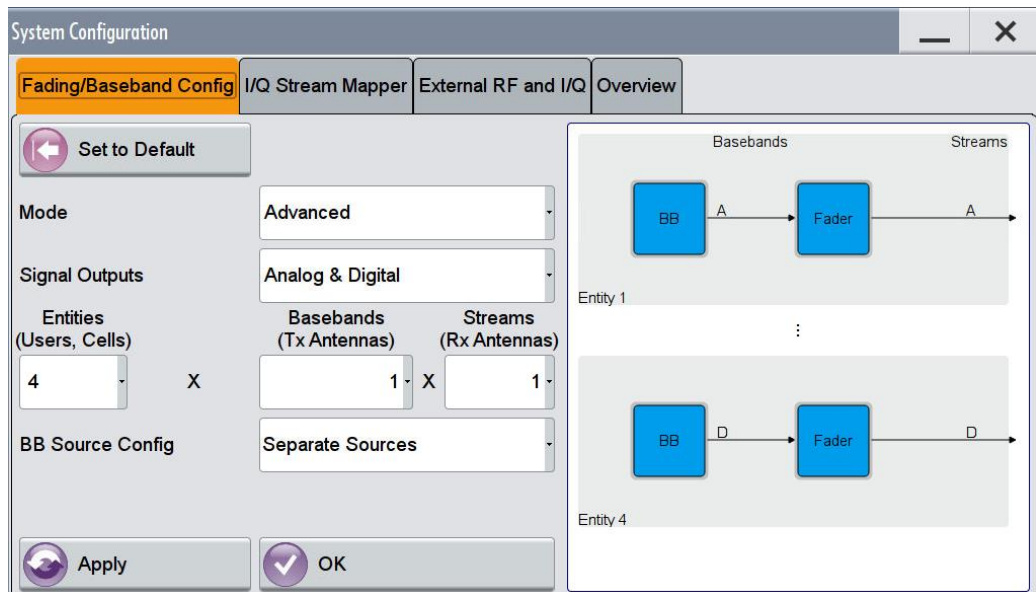 System Configuration
Fading/Baseband Config
I/Q Stream Mapper
External RF and I/Q
Overview
Set to Default
Mode
Advanced
Signal Outputs
Analog & Digital
Entities
(Users, Cells)
Basebands
(Tx Antennas)
Streams
(Rx Antennas)
4
X
1
X
1
BB Source Config
Separate Sources
Apply
OK
Basebands
Streams
BB
A
Fader
A
Entity 1
BB
D
Fader
D
Entity 4